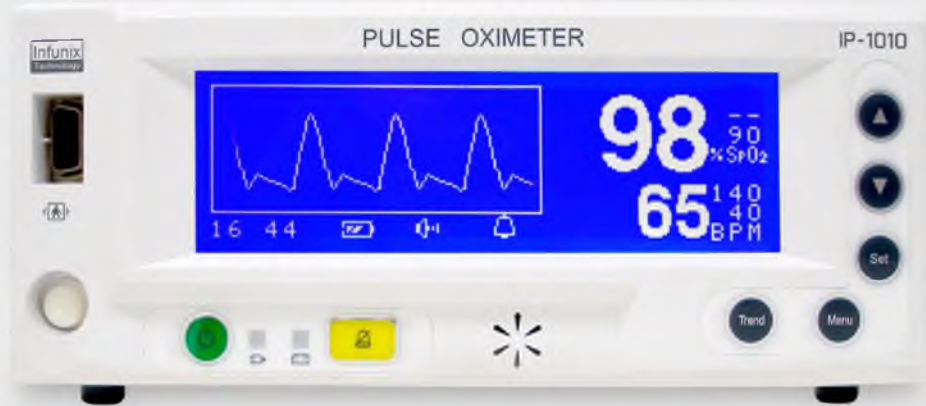 PULSE OXIMETER
IP-1010
Infunix
Technology
98
--
90
%SpO₂
65
140
40
BPM
16 44
Set
Trend
Menu